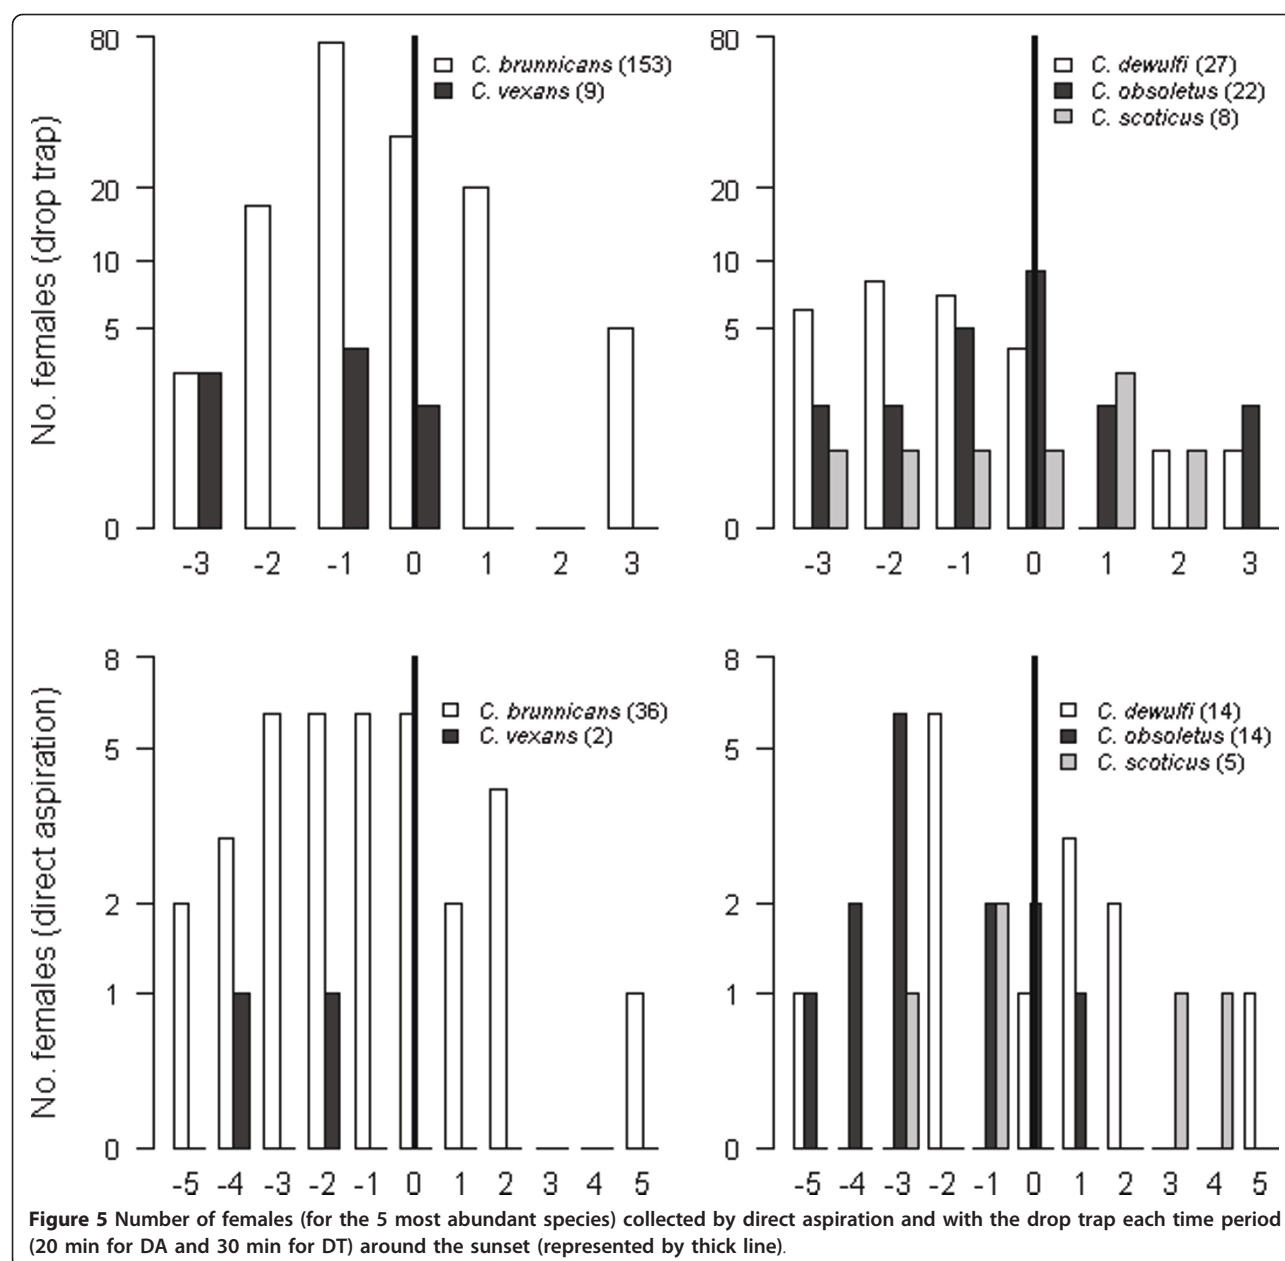 No. females (drop trap)
80
20
10
5
0
C. brunnicans (153)
C. vexans (9)
-3 -2 -1 0 1 2 3
80
20
10
5
0
C. dewulfi (27)
C. obsoletus (22)
C. scoticus (8)
-3 -2 -1 0 1 2 3
No. females (direct aspiration)
8
5
2
1
0
C. brunnicans (36)
C. vexans (2)
-5 -4 -3 -2 -1 0 1 2 3 4 5
8
5
2
1
0
C. dewulfi (14)
C. obsoletus (14)
C. scoticus (5)
-5 -4 -3 -2 -1 0 1 2 3 4 5
Figure 5 Number of females (for the 5 most abundant species) collected by direct aspiration and with the drop trap each time period
(20 min for DA and 30 min for DT) around the sunset (represented by thick line).